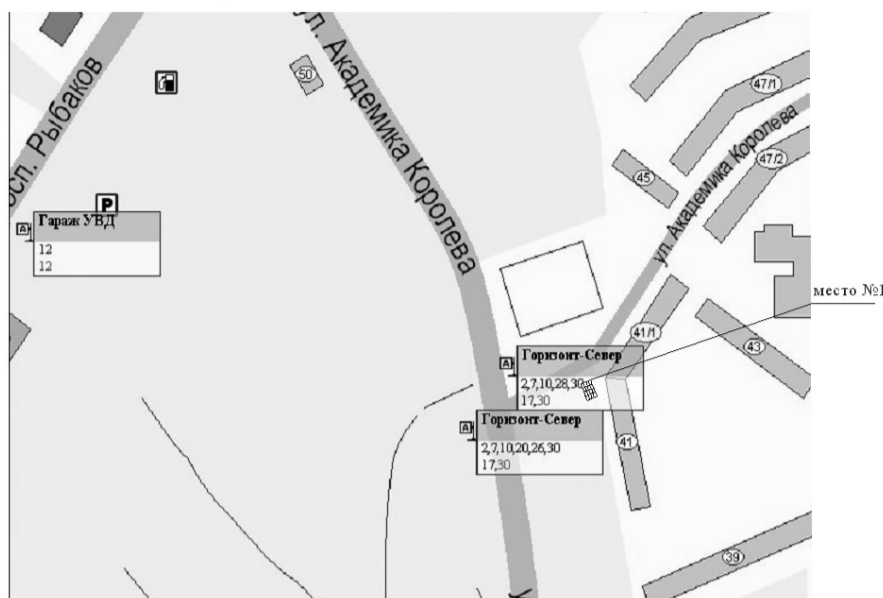 ул. Академика Королева
осп. Рыбаков
50
P
A
Гараж УВД
12
12
47/1
47/2
45
ул. Академика Королева
место №1
41/1
43
A
Горизонт-Север
2,7,10,28,30
17,30
A
Горизонт-Север
2,7,10,20,26,30
17,30
41
39